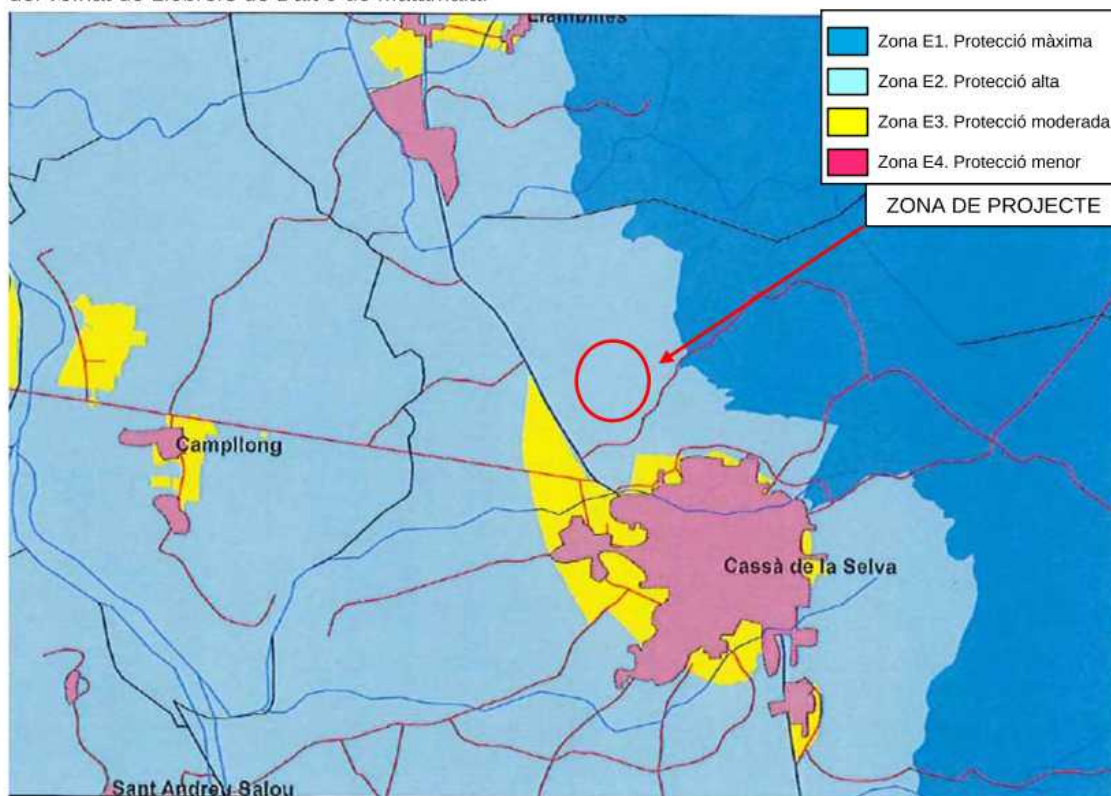 Llambilles
Zona E1. Protecció màxima
Zona E2. Protecció alta
Zona E3. Protecció moderada
Zona E4. Protecció menor
ZONA DE PROJECTE
Campllong
Cassà de la Selva
Sant Andreu Salou